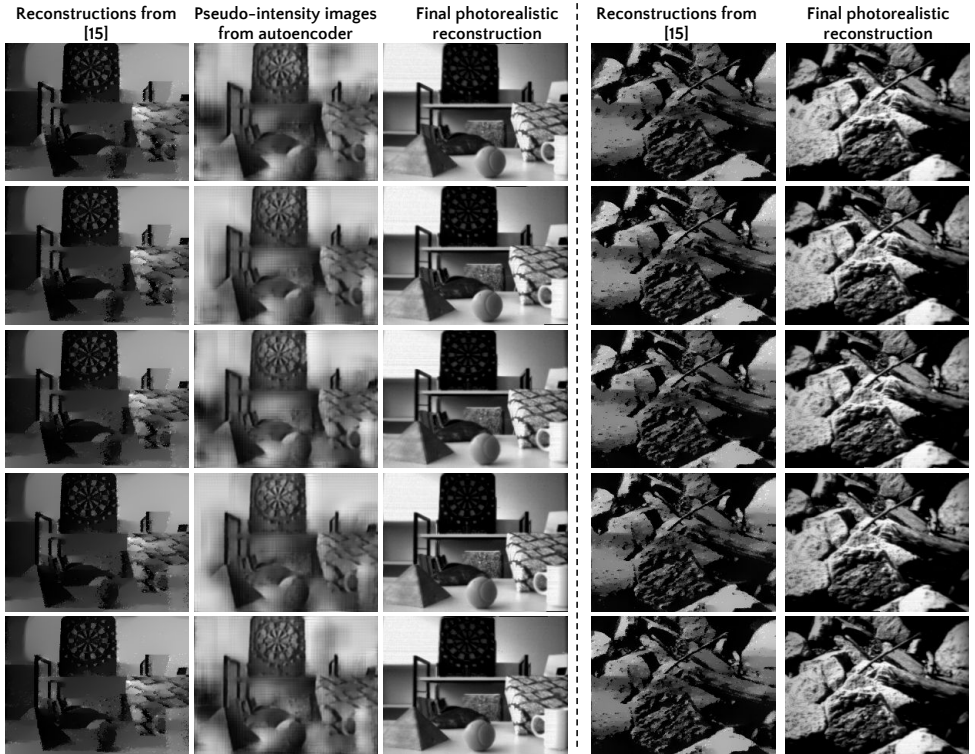 Reconstructions from
[15]
Pseudo-intensity images
from autoencoder
Final photorealistic
reconstruction
Reconstructions from
[15]
Final photorealistic
reconstruction